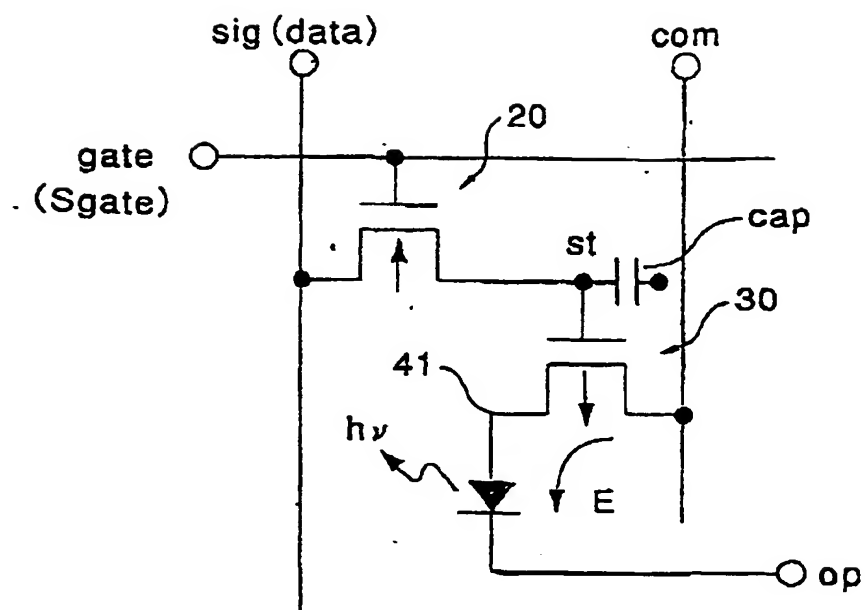 sig (data)
com
20
gate
(Sgate)
st
cap
30
41
hν
E
op